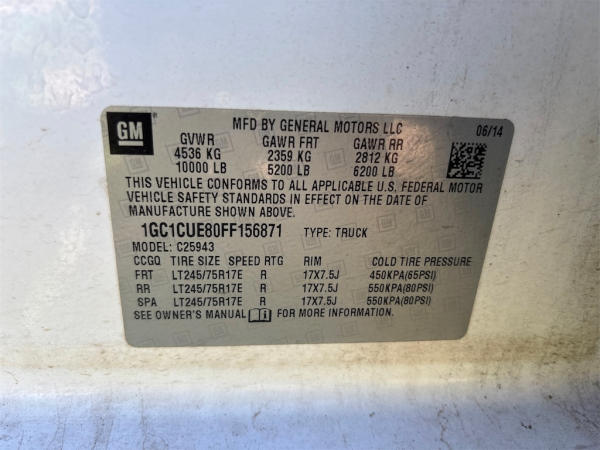 GM
MFD BY GENERAL MOTORS LLC 06/14
GVWR GAWR FRT GAWR RR
4536 KG 2359 KG 2812 KG
10000 LB 5200 LB 6200 LB
THIS VEHICLE CONFORMS TO ALL APPLICABLE U.S. FEDERAL MOTOR
VEHICLE SAFETY STANDARDS IN EFFECT ON THE DATE OF
MANUFACTURE SHOWN ABOVE.
1GC1CUE80FF156871 TYPE: TRUCK
MODEL: C25943
CCGQ TIRE SIZE SPEED RTG RIM COLD TIRE PRESSURE
FRT LT245/75R17E R 17X7.5J 450KPA(65PSI)
RR LT245/75R17E R 17X7.5J 550KPA(80PSI)
SPA LT245/75R17E R 17X7.5J 550KPA(80PSI)
SEE OWNER'S MANUAL FOR MORE INFORMATION.